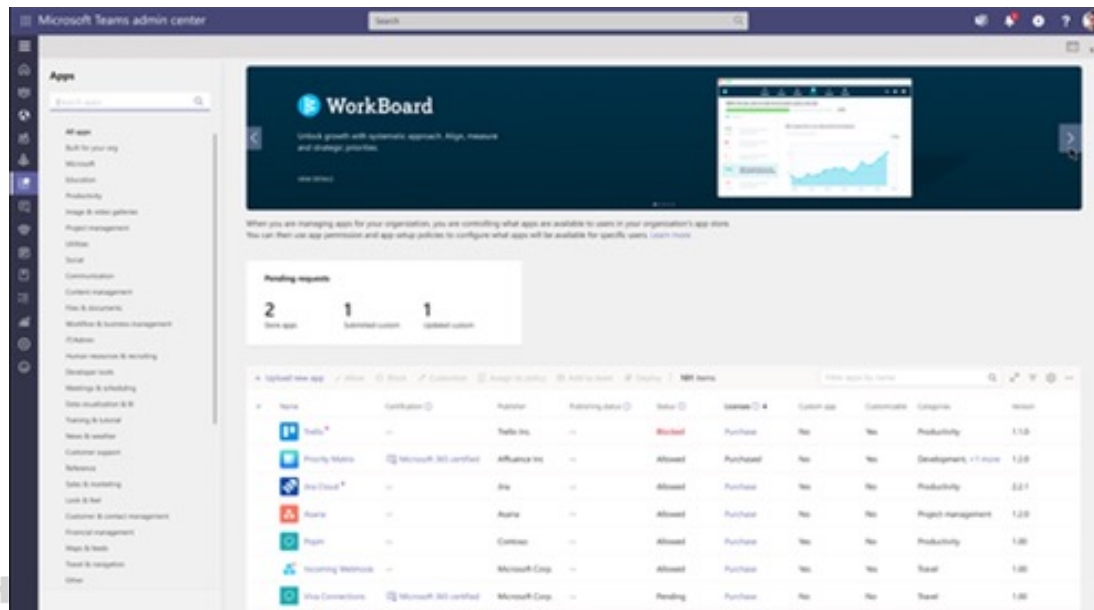 Microsoft Teams admin center
Search
Apps
Search apps
All apps
Built for your org
Microsoft
Education
Productivity
Image & video galleries
Project management
Utilities
Social
Communication
Content management
Files & documents
Workflow & business management
IT/Admin
Human resources & recruiting
Developer tools
Meetings & scheduling
Data visualization & BI
Training & tutorial
News & weather
Customer support
Reference
Sales & marketing
Look & feel
Customer & contact management
Financial management
Maps & feeds
Travel & navigation
Other
WorkBoard
Unlock growth with systematic approach. Align, measure
and strategic priorities.
VIEW DETAILS
When you are managing apps for your organization, you are controlling what apps are available to users in your organization's app store.
You can then use app permission and app setup policies to configure what apps will be available for specific users. Learn more
Pending requests
2 1 1
Store apps Submitted custom Updated custom
+ Upload new app Allow Block Customize Assign to policy Add to team Deploy items Filter apps by name
Name Certification Publisher Publishing status Status Licenses Custom app Customizable Categories Version
Trello -- Trello Inc. -- Blocked Purchase No Yes Productivity 1.1.0
Priority Matrix Microsoft 365 certified Affluance Inc -- Allowed Purchased No Yes Development, +1 more 1.2.0
Jira Cloud -- Jira -- Allowed Purchase Yes No Productivity 2.2.1
Asana -- Asana -- Allowed Purchase No No Project management 1.2.0
-- Contoso -- Allowed Purchase Yes No Productivity 1.00
Incoming Webhook -- Microsoft Corp. -- Allowed Purchase Yes Yes Travel 1.00
Viva Connections Microsoft 365 certified Microsoft Corp. -- Pending Purchase No No Travel 1.00